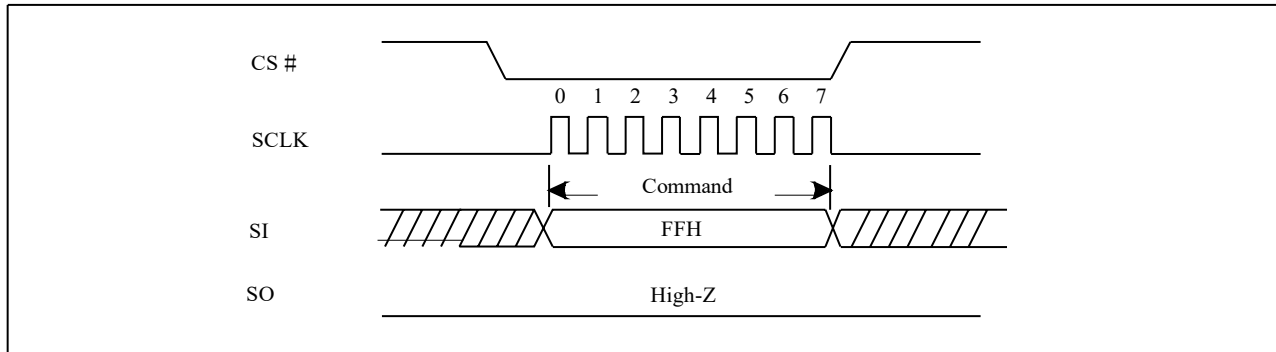 CS #
0 1 2 3 4 5 6 7
SCLK
Command
SI
FFH
SO
High-Z